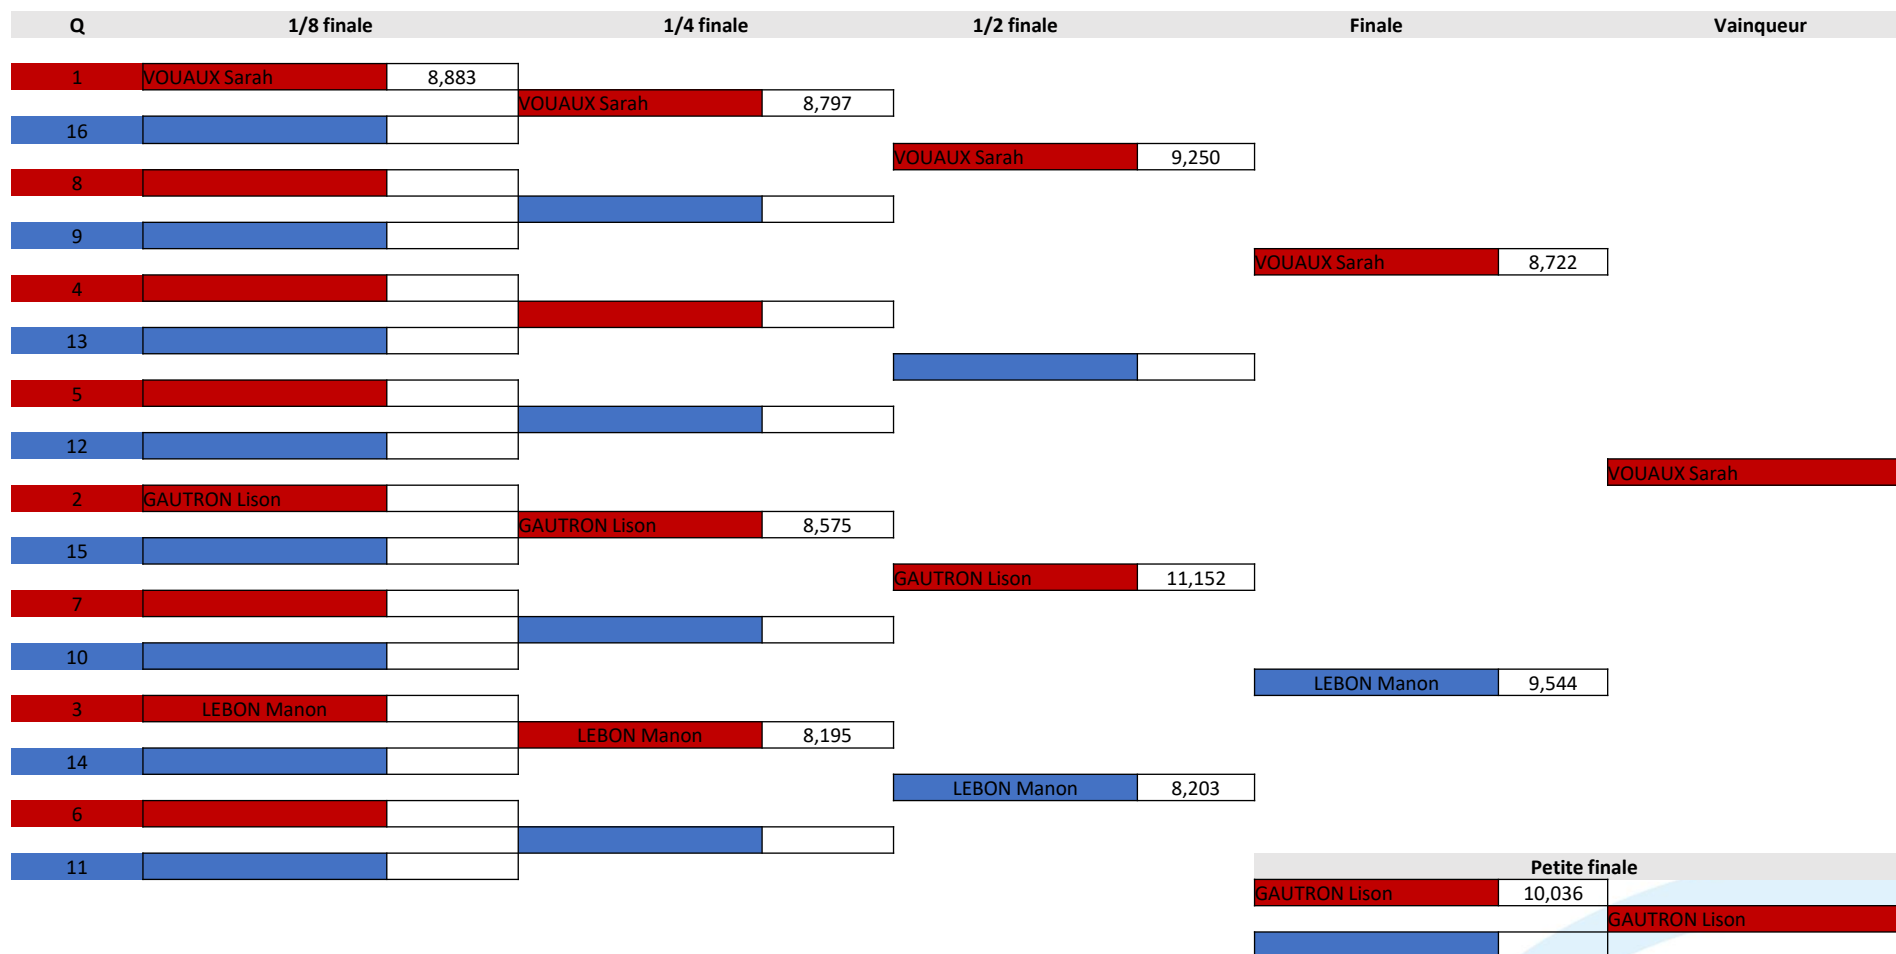 Q 1/8 finale 1/4 finale 1/2 finale Finale Vainqueur
1 VOUAUX Sarah 8,883
VOUAUX Sarah 8,797
16
VOUAUX Sarah 9,250
8
9
VOUAUX Sarah 8,722
4
13
5
12
VOUAUX Sarah
2 GAUTRON Lison
GAUTRON Lison 8,575
15
GAUTRON Lison 11,152
7
10
LEBON Manon 9,544
3 LEBON Manon
LEBON Manon 8,195
14
LEBON Manon 8,203
6
11 Petite finale
GAUTRON Lison 10,036
GAUTRON Lison